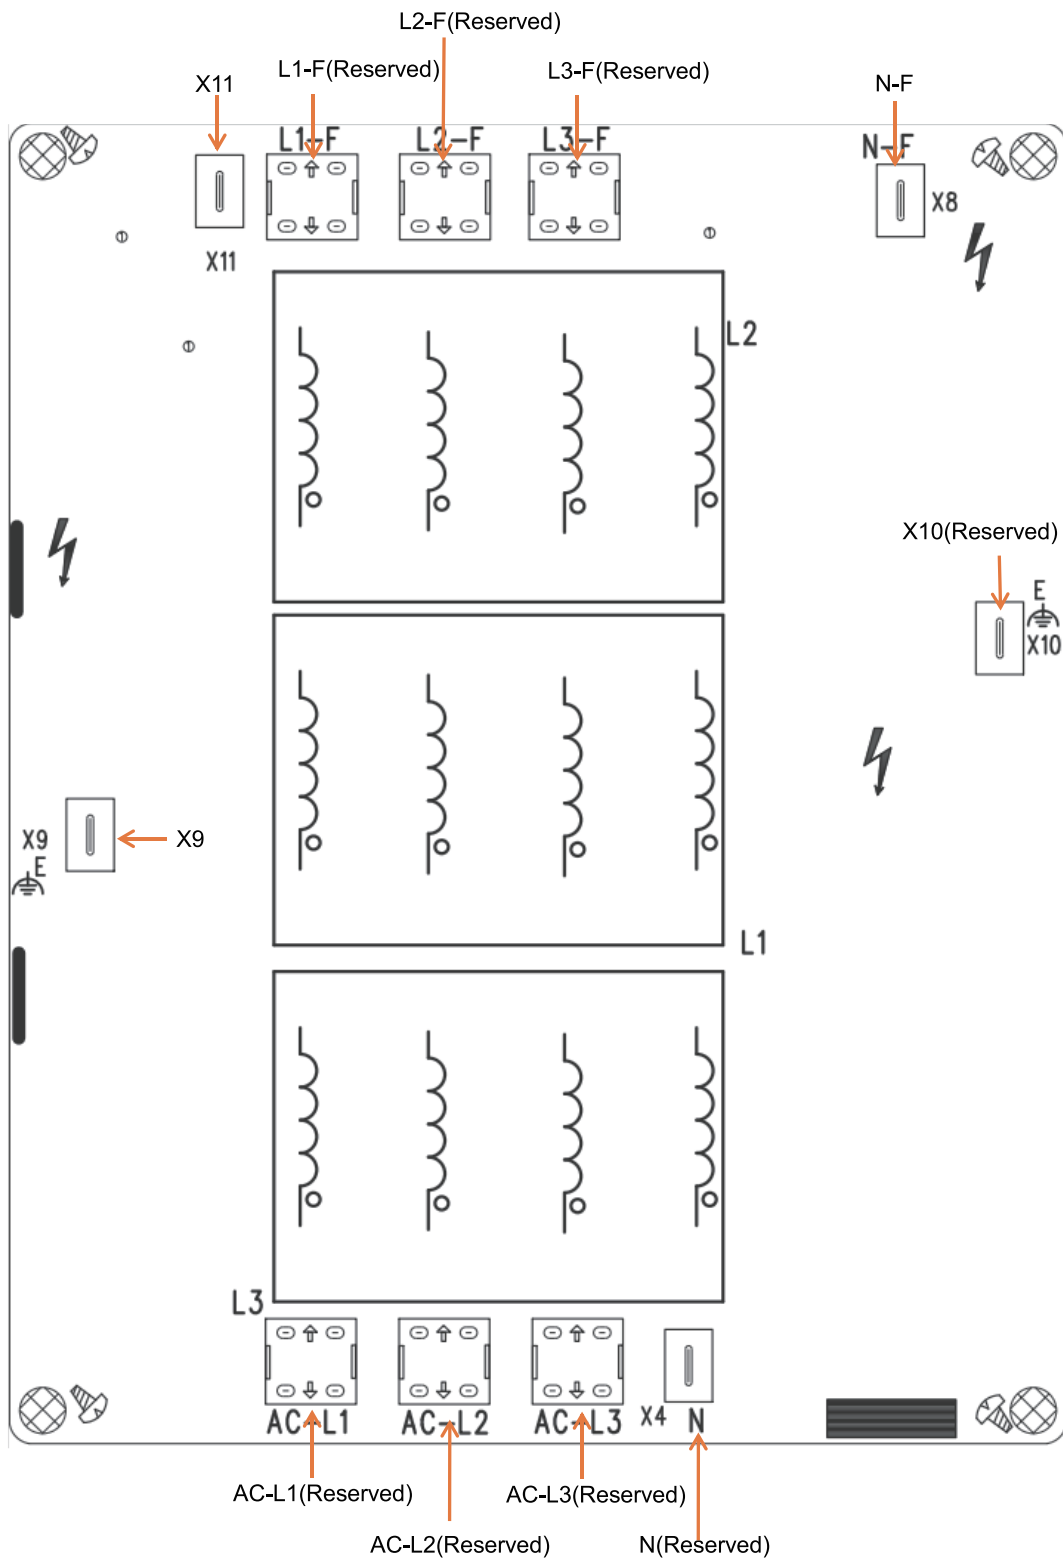 L2-F(Reserved)
L1-F(Reserved)
L3-F(Reserved)
X11
N-F
L1-F
L2-F
L3-F
N-F
X8
X11
L2
X10(Reserved)
E
X10
X9
X9
E
L1
L3
AC-L1
AC-L2
AC-L3
X4
N
AC-L1(Reserved)
AC-L3(Reserved)
AC-L2(Reserved)
N(Reserved)